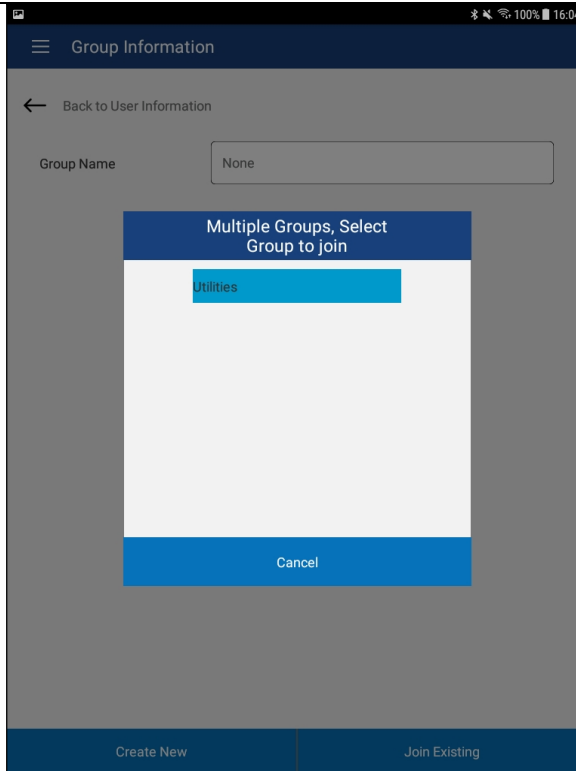 100% 16:04
Group Information
Back to User Information
Group Name
None
Multiple Groups, Select
Group to join
Utilities
Cancel
Create New
Join Existing